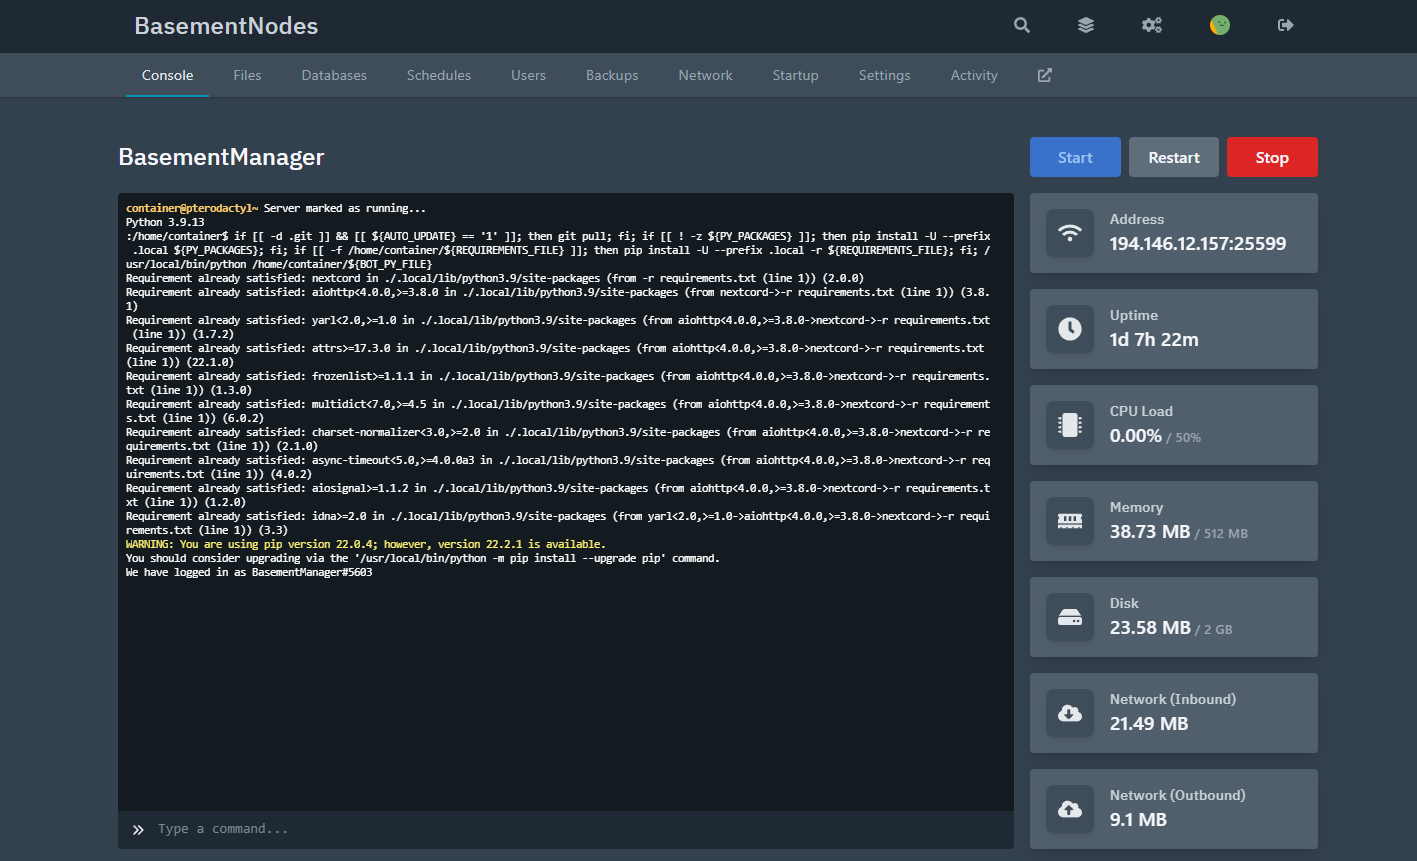 BasementNodes
Console Files Databases Schedules Users Backups Network Startup Settings Activity
BasementManager
Start Restart Stop
container@pterodactyl~ Server marked as running...
Python 3.9.13
:/home/container$ if [[ -d .git ]] && [[ ${AUTO_UPDATE} == '1' ]]; then git pull; fi; if [[ ! -z ${PY_PACKAGES} ]]; then pip install -U --prefix
.local ${PY_PACKAGES}; fi; if [[ -f /home/container/${REQUIREMENTS_FILE} ]]; then pip install -U --prefix .local -r ${REQUIREMENTS_FILE}; fi; /
usr/local/bin/python /home/container/${BOT_PY_FILE}
Requirement already satisfied: nextcord in ./.local/lib/python3.9/site-packages (from -r requirements.txt (line 1)) (2.0.0)
Requirement already satisfied: aiohttp<4.0.0,>=3.8.0 in ./.local/lib/python3.9/site-packages (from nextcord->-r requirements.txt (line 1)) (3.8.
1)
Requirement already satisfied: yarl<2.0,>=1.0 in ./.local/lib/python3.9/site-packages (from aiohttp<4.0.0,>=3.8.0->nextcord->-r requirements.txt
(line 1)) (1.7.2)
Requirement already satisfied: attrs>=17.3.0 in ./.local/lib/python3.9/site-packages (from aiohttp<4.0.0,>=3.8.0->nextcord->-r requirements.txt
(line 1)) (22.1.0)
Requirement already satisfied: frozenlist>=1.1.1 in ./.local/lib/python3.9/site-packages (from aiohttp<4.0.0,>=3.8.0->nextcord->-r requirements.
txt (line 1)) (1.3.0)
Requirement already satisfied: multidict<7.0,>=4.5 in ./.local/lib/python3.9/site-packages (from aiohttp<4.0.0,>=3.8.0->nextcord->-r requirement
s.txt (line 1)) (6.0.2)
Requirement already satisfied: charset-normalizer<3.0,>=2.0 in ./.local/lib/python3.9/site-packages (from aiohttp<4.0.0,>=3.8.0->nextcord->-r re
quirements.txt (line 1)) (2.1.0)
Requirement already satisfied: async-timeout<5.0,>=4.0.0a3 in ./.local/lib/python3.9/site-packages (from aiohttp<4.0.0,>=3.8.0->nextcord->-r req
uirements.txt (line 1)) (4.0.2)
Requirement already satisfied: aiosignal>=1.1.2 in ./.local/lib/python3.9/site-packages (from aiohttp<4.0.0,>=3.8.0->nextcord->-r requirements.t
xt (line 1)) (1.2.0)
Requirement already satisfied: idna>=2.0 in ./.local/lib/python3.9/site-packages (from yarl<2.0,>=1.0->aiohttp<4.0.0,>=3.8.0->nextcord->-r requi
rements.txt (line 1)) (3.3)
WARNING: You are using pip version 22.0.4; however, version 22.2.1 is available.
You should consider upgrading via the '/usr/local/bin/python -m pip install --upgrade pip' command.
We have logged in as BasementManager#5603
Type a command...
Address
194.146.12.157:25599
Uptime
1d 7h 22m
CPU Load
0.00% / 50%
Memory
38.73 MB / 512 MB
Disk
23.58 MB / 2 GB
Network (Inbound)
21.49 MB
Network (Outbound)
9.1 MB